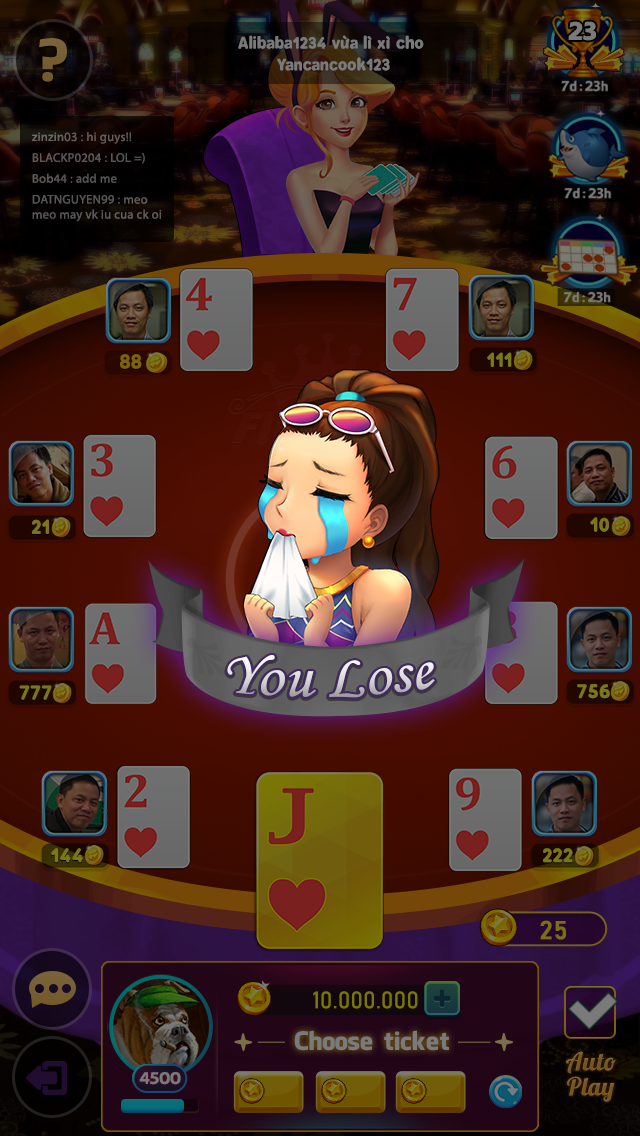 ?
Alibaba1234 vừa lì xì cho
Yancancook123
23
7d:23h
zinzin03 : hi guys!!
BLACKP0204 : LOL =)
Bob44 : add me
DATNGUYEN99 : meo
meo may vk iu cua ck oi
7d:23h
7d:23h
4
7
88
111
3
6
21
10
A
777
756
You Lose
2
J
9
144
222
25
10.000.000
Choose ticket
4500
Auto
Play